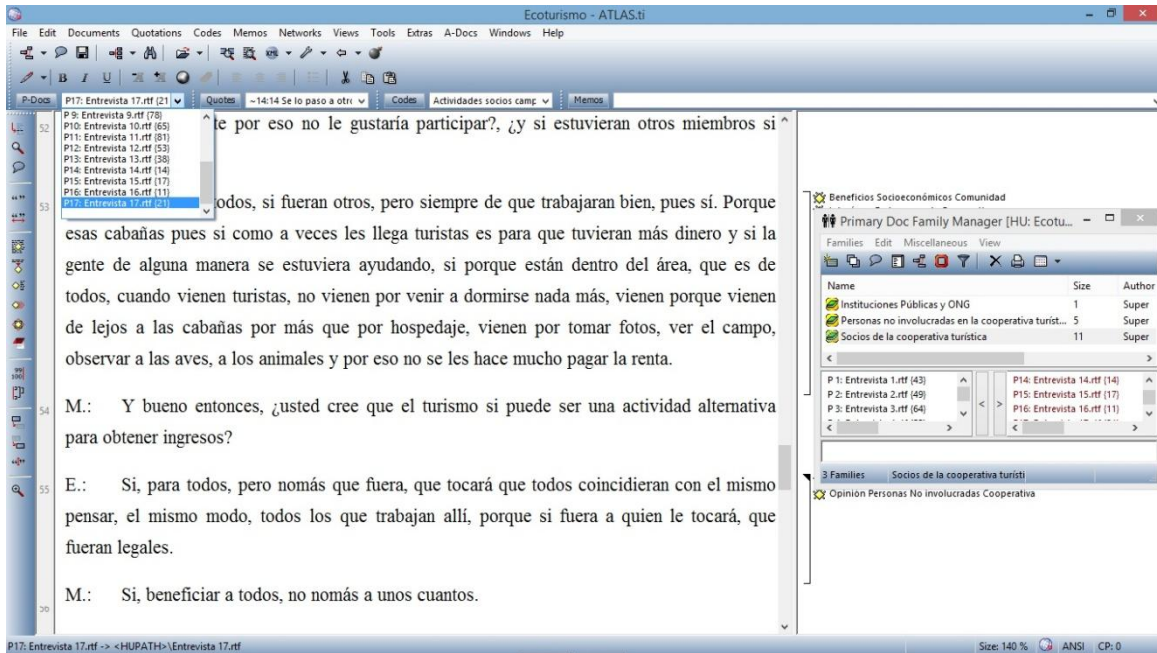 Ecoturismo - ATLAS.ti
File Edit Documents Quotations Codes Memos Networks Views Tools Extras A-Docs Windows Help
B I U
P-Docs P17: Entrevista 17.rtf (21 Quotes ~14:14 Se lo paso a otro Codes Actividades socios camp Memos
P 9: Entrevista 9.rtf {78}
P10: Entrevista 10.rtf {65}
P11: Entrevista 11.rtf {81}
P12: Entrevista 12.rtf {53}
P13: Entrevista 13.rtf {38}
P14: Entrevista 14.rtf {14}
P15: Entrevista 15.rtf {17}
P16: Entrevista 16.rtf {11}
P17: Entrevista 17.rtf {21}
52
te por eso no le gustaría participar?, ¿y si estuvieran otros miembros si
53
odos, si fueran otros, pero siempre de que trabajaran bien, pues sí. Porque
esas cabañas pues si como a veces les llega turistas es para que tuvieran más dinero y si la
gente de alguna manera se estuviera ayudando, si porque están dentro del área, que es de
todos, cuando vienen turistas, no vienen por venir a dormirse nada más, vienen porque vienen
de lejos a las cabañas por más que por hospedaje, vienen por tomar fotos, ver el campo,
observar a las aves, a los animales y por eso no se les hace mucho pagar la renta.
54
M.: Y bueno entonces, ¿usted cree que el turismo si puede ser una actividad alternativa
para obtener ingresos?
55
E.: Si, para todos, pero nomás que fuera, que tocará que todos coincidieran con el mismo
pensar, el mismo modo, todos los que trabajan allí, porque si fuera a quien le tocará, que
fueran legales.
M.: Si, beneficiar a todos, no nomás a unos cuantos.
Beneficios Socioeconómicos Comunidad
Primary Doc Family Manager [HU: Ecotu...
Families Edit Miscellaneous View
Name Size Author
Instituciones Públicas y ONG 1 Super
Personas no involucradas en la cooperativa turíst... 5 Super
Socios de la cooperativa turística 11 Super
P 1: Entrevista 1.rtf {43}
P 2: Entrevista 2.rtf {49}
P 3: Entrevista 3.rtf {64}
< >
P14: Entrevista 14.rtf {14}
P15: Entrevista 15.rtf {17}
P16: Entrevista 16.rtf {11}
3 Families Socios de la cooperativa turísti
Opinión Personas No involucradas Cooperativa
P17: Entrevista 17.rtf -> <HUPATH>\Entrevista 17.rtf
Size: 140 % ANSI CP: 0